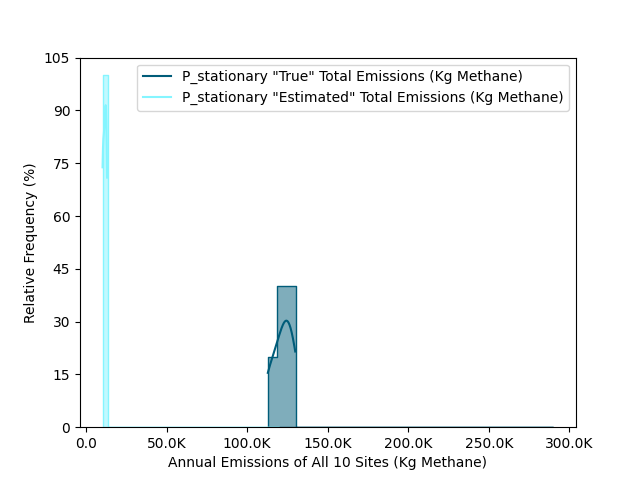 P_stationary "True" Total Emissions (Kg Methane)
P_stationary "Estimated" Total Emissions (Kg Methane)
105
90
75
60
45
30
15
0
Relative Frequency (%)
0.0 50.0K 100.0K 150.0K 200.0K 250.0K 300.0K
Annual Emissions of All 10 Sites (Kg Methane)